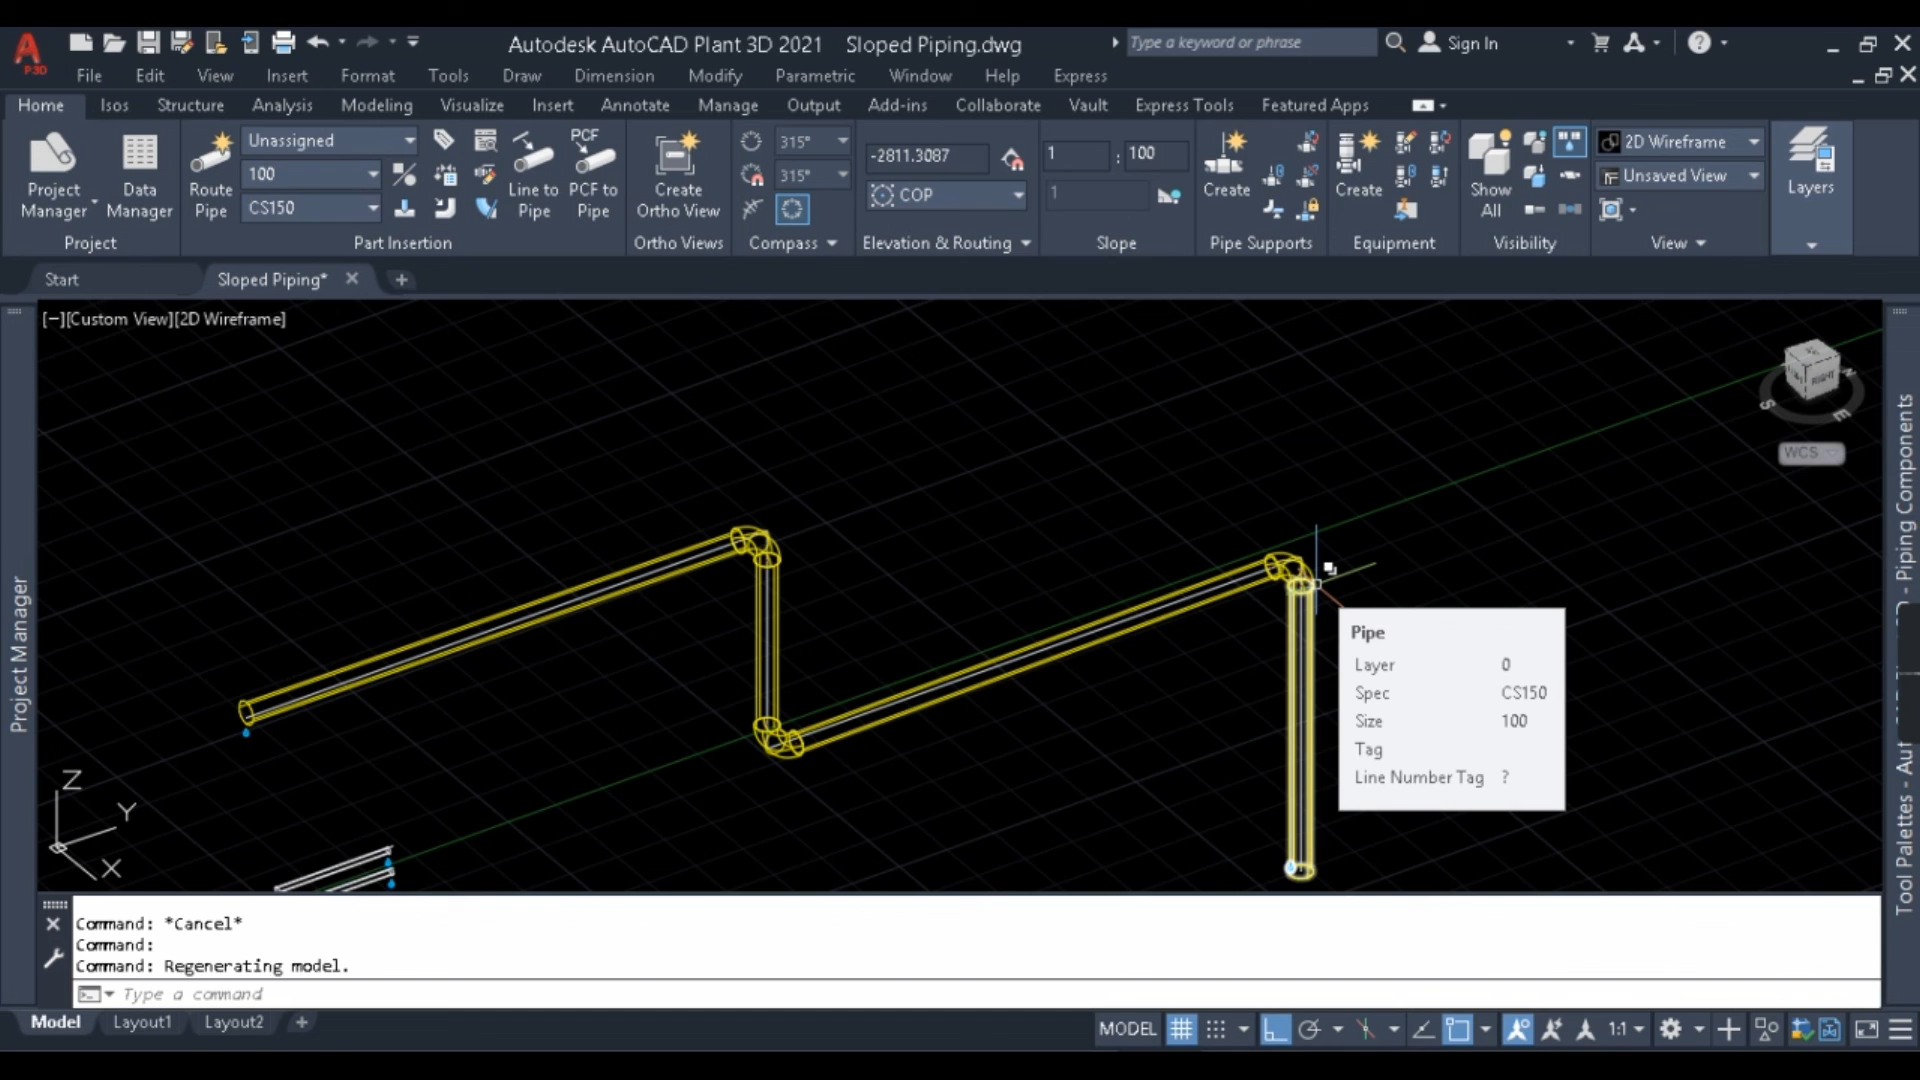 P3D
Autodesk AutoCAD Plant 3D 2021 Sloped Piping.dwg
Type a keyword or phrase
Sign In
File Edit View Insert Format Tools Draw Dimension Modify Parametric Window Help Express
Home Isos Structure Analysis Modeling Visualize Insert Annotate Manage Output Add-ins Collaborate Vault Express Tools Featured Apps
Project Manager
Data Manager
Project
Route Pipe
Unassigned
100
CS150
Line to Pipe
PCF
PCF to Pipe
Part Insertion
Create Ortho View
Ortho Views
315°
315°
Compass
-2811.3087
COP
Elevation & Routing
1 : 100
1
Slope
Create
Pipe Supports
Create
Equipment
Show All
Visibility
2D Wireframe
Unsaved View
View
Layers
Start
Sloped Piping*
[−][Custom View][2D Wireframe]
RIGHT
S
E
WCS
Pipe
Layer 0
Spec CS150
Size 100
Tag
Line Number Tag ?
Z
Y
X
Project Manager
- Piping Components
Tool Palettes - Aut
Command: *Cancel*
Command:
Command: Regenerating model.
Type a command
Model Layout1 Layout2
MODEL
1:1